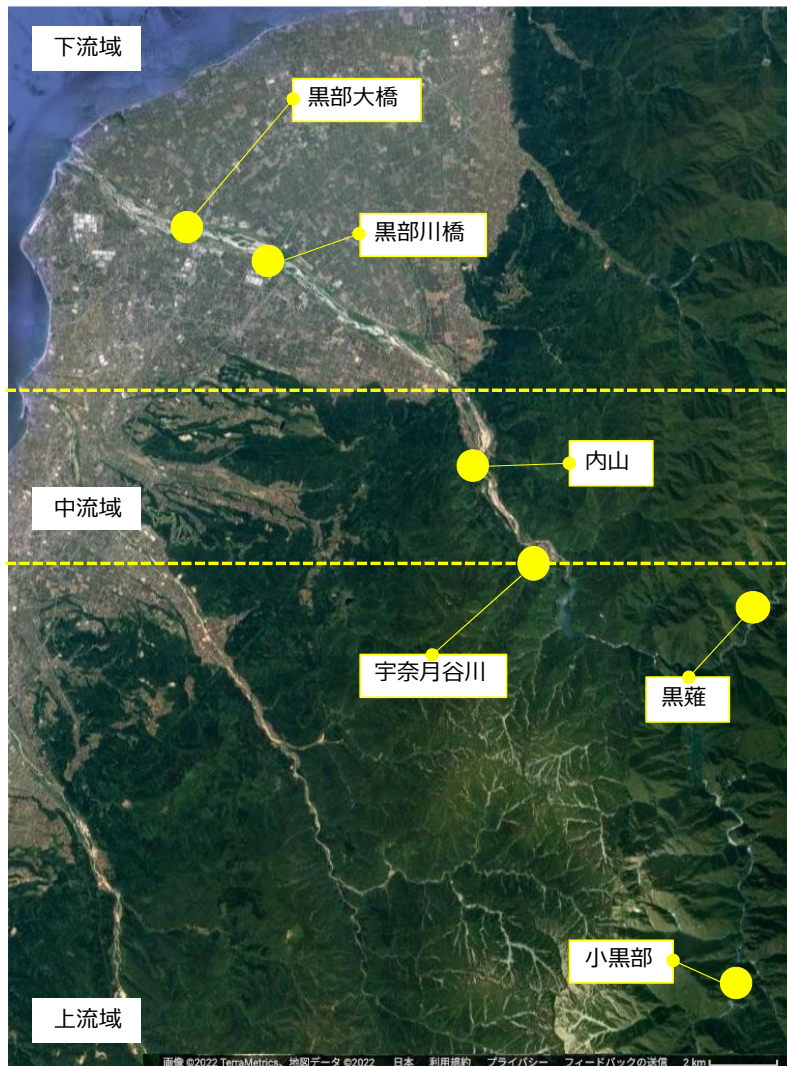 下流域
黒部大橋
黒部川橋
内山
中流域
宇奈月谷川
黒薙
小黒部
上流域
画像 ©2022 TerraMetrics、地図データ ©2022 日本 利用規約 プライバシー フィードバックの送信 2 km